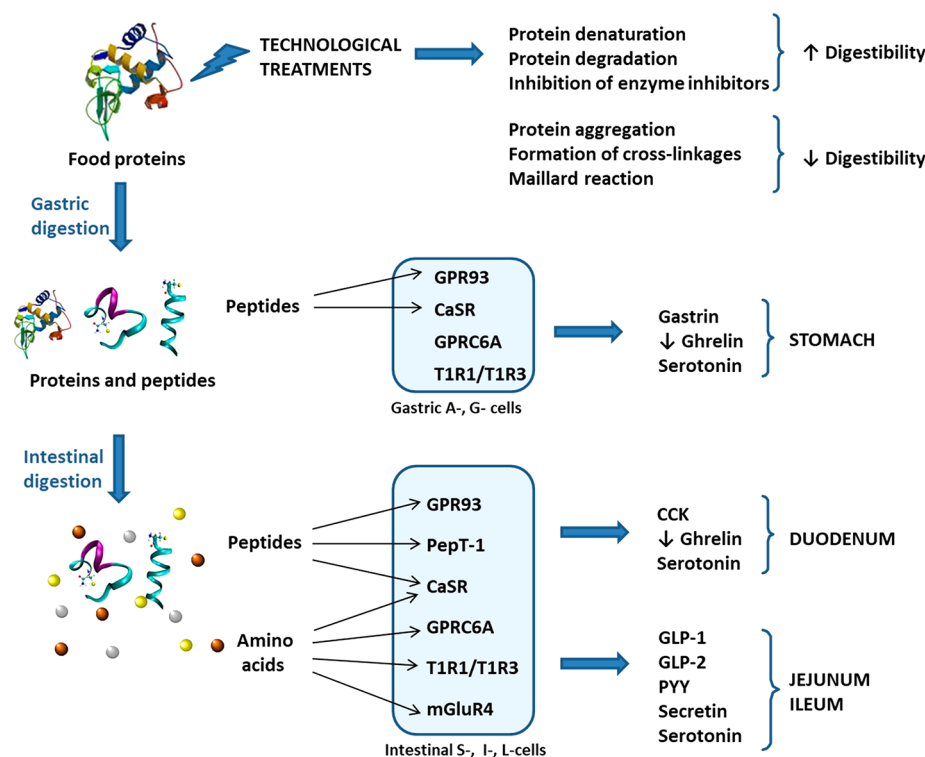 TECHNOLOGICAL
TREATMENTS
Protein denaturation
Protein degradation
Inhibition of enzyme inhibitors
↑ Digestibility
Protein aggregation
Formation of cross-linkages
Maillard reaction
↓ Digestibility
Food proteins
Gastric
digestion
Proteins and peptides
Peptides
GPR93
CaSR
GPRC6A
T1R1/T1R3
Gastric A-, G- cells
Gastrin
↓ Ghrelin
Serotonin
STOMACH
Intestinal
digestion
Peptides
Amino
acids
GPR93
PepT-1
CaSR
GPRC6A
T1R1/T1R3
mGluR4
Intestinal S-, I-, L-cells
CCK
↓ Ghrelin
Serotonin
DUODENUM
GLP-1
GLP-2
PYY
Secretin
Serotonin
JEJUNUM
ILEUM